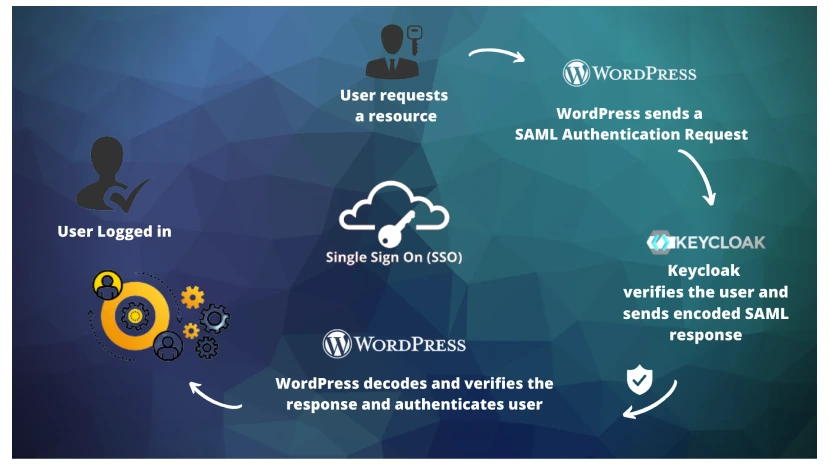 User requests
a resource
WORDPRESS
WordPress sends a
SAML Authentication Request
KEYCLOAK
Keycloak
verifies the user and
sends encoded SAML
response
WORDPRESS
WordPress decodes and verifies the
response and authenticates user
User Logged in
Single Sign On (SSO)